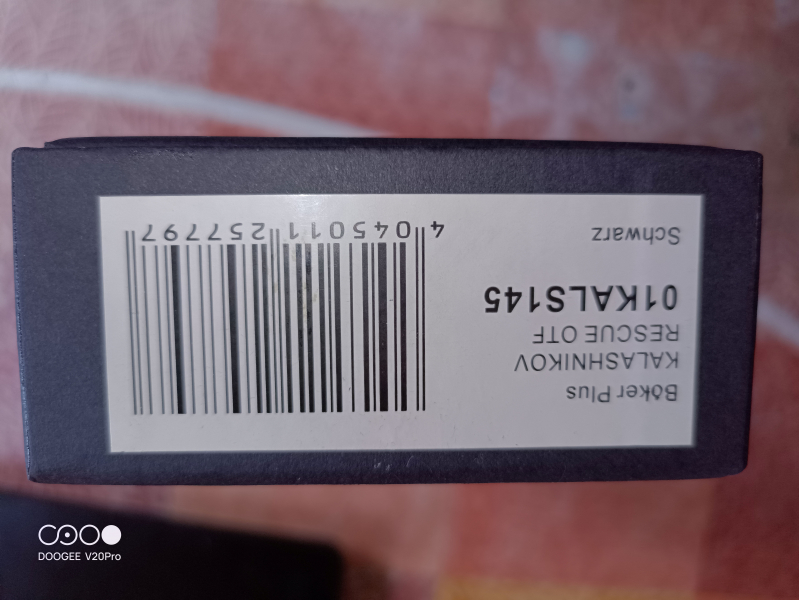 Böker Plus
KALASHNIKOV
RESCUE OTF
01KALS145
Schwarz
4 045011 257797
DOOGEE V20Pro